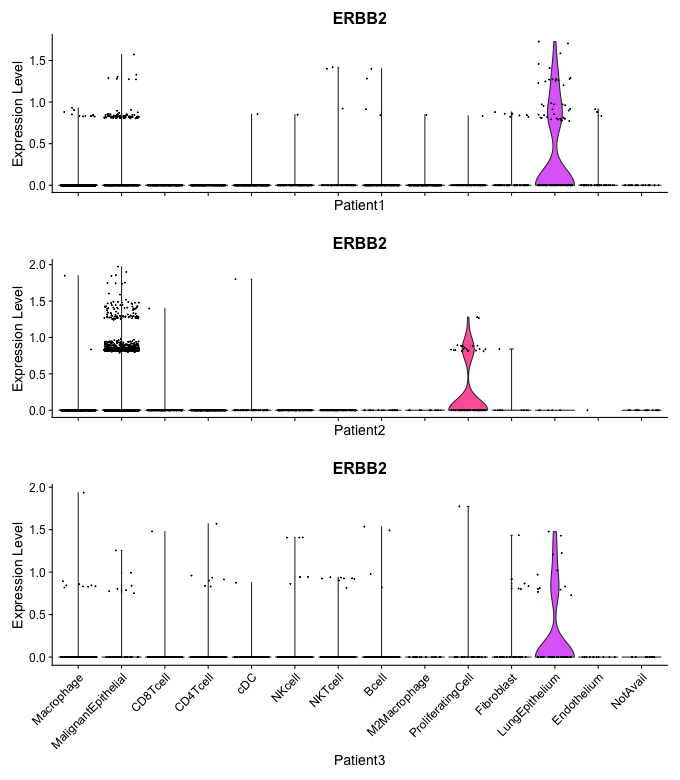 ERBB2
Expression Level
1.5
1.0
0.5
0.0
Patient1
ERBB2
Expression Level
2.0
1.5
1.0
0.5
0.0
Patient2
ERBB2
Expression Level
2.0
1.5
1.0
0.5
0.0
Macrophage
MalignantEpithelial
CD8Tcell
CD4Tcell
cDC
NKcell
NKTcell
Bcell
M2Macrophage
ProliferatingCell
Fibroblast
LungEpithelium
Endothelium
NotAvail
Patient3